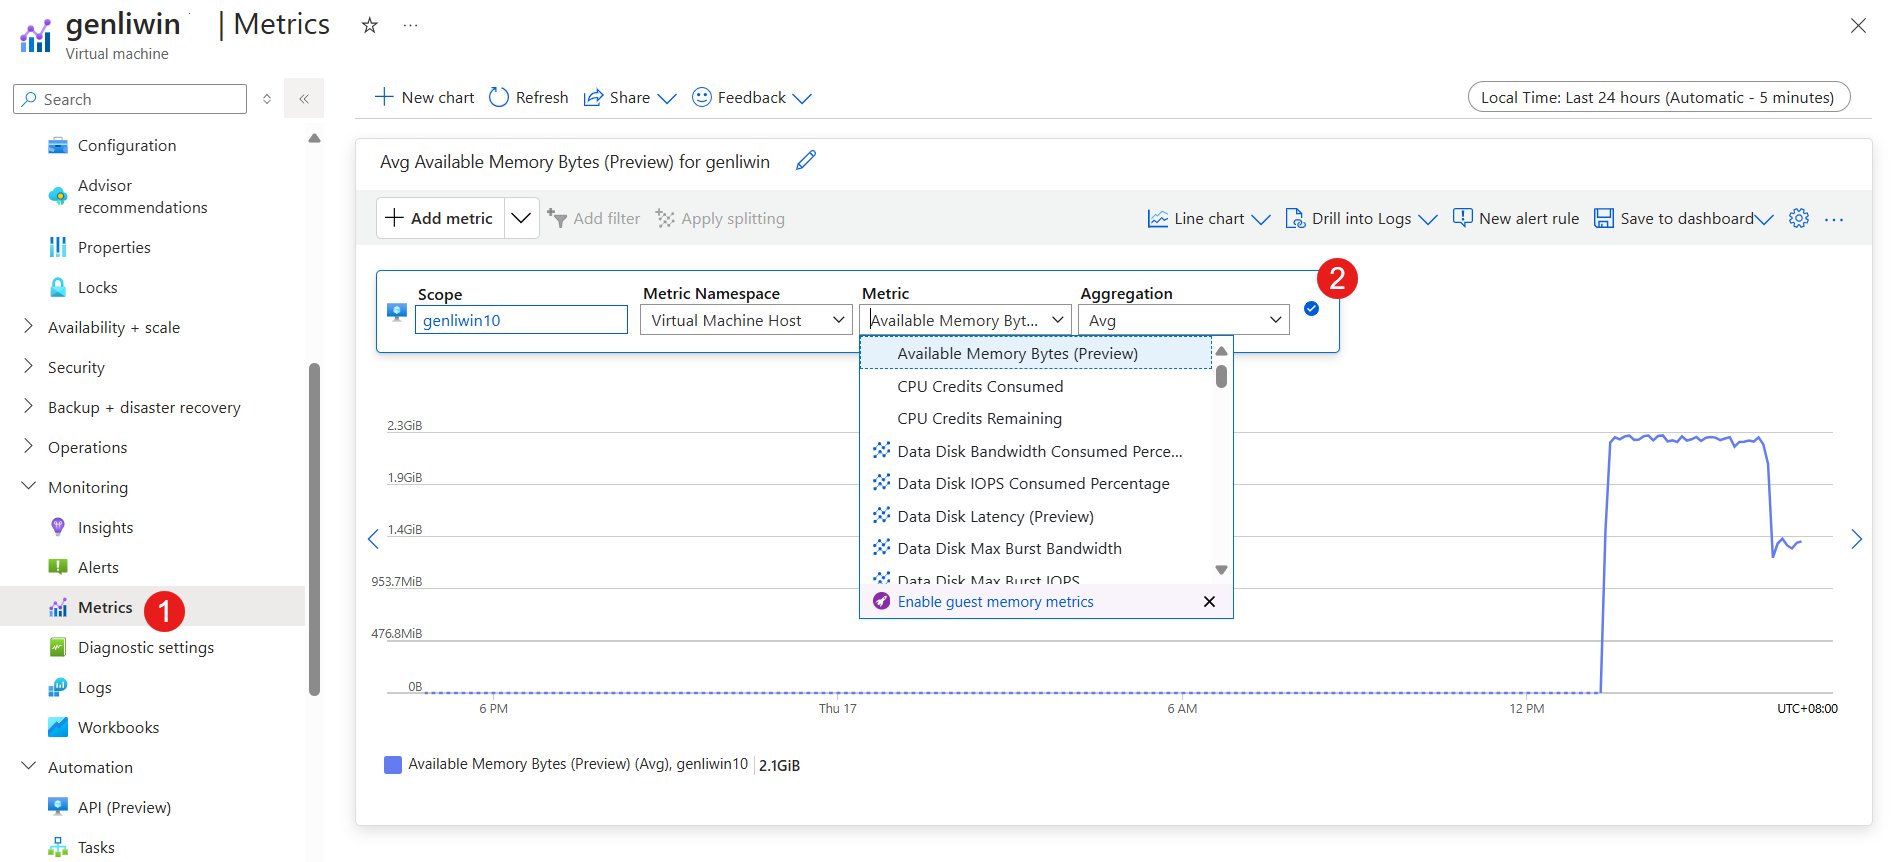 genliwin | Metrics
Virtual machine
Search
Configuration
Advisor
recommendations
Properties
Locks
Availability + scale
Security
Backup + disaster recovery
Operations
Monitoring
Insights
Alerts
Metrics
1
Diagnostic settings
Logs
Workbooks
Automation
API (Preview)
Tasks
New chart
Refresh
Share
Feedback
Local Time: Last 24 hours (Automatic - 5 minutes)
Avg Available Memory Bytes (Preview) for genliwin
Add metric
Add filter
Apply splitting
Line chart
Drill into Logs
New alert rule
Save to dashboard
2
Scope
genliwin10
Metric Namespace
Virtual Machine Host
Metric
Available Memory Byt...
Aggregation
Avg
Available Memory Bytes (Preview)
CPU Credits Consumed
CPU Credits Remaining
Data Disk Bandwidth Consumed Perce...
Data Disk IOPS Consumed Percentage
Data Disk Latency (Preview)
Data Disk Max Burst Bandwidth
Data Disk Max Burst IOPS
Enable guest memory metrics
2.3GiB
1.9GiB
1.4GiB
953.7MiB
476.8MiB
0B
6 PM
Thu 17
6 AM
12 PM
UTC+08:00
Available Memory Bytes (Preview) (Avg), genliwin10
2.1GiB